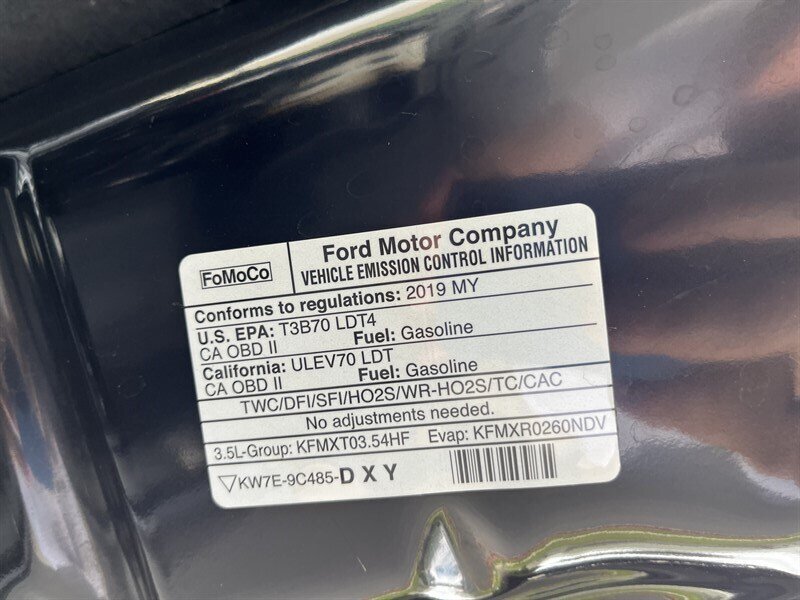 FoMoCo
Ford Motor Company
VEHICLE EMISSION CONTROL INFORMATION
Conforms to regulations: 2019 MY
U.S. EPA: T3B70 LDT4
CA OBD II Fuel: Gasoline
California: ULEV70 LDT
CA OBD II Fuel: Gasoline
TWC/DFI/SFI/HO2S/WR-HO2S/TC/CAC
No adjustments needed.
3.5L-Group: KFMXT03.54HF Evap: KFMXR0260NDV
▽KW7E-9C485-D X Y